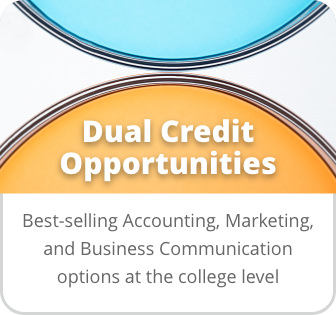 Dual Credit
Opportunities
Best-selling Accounting, Marketing,
and Business Communication
options at the college level